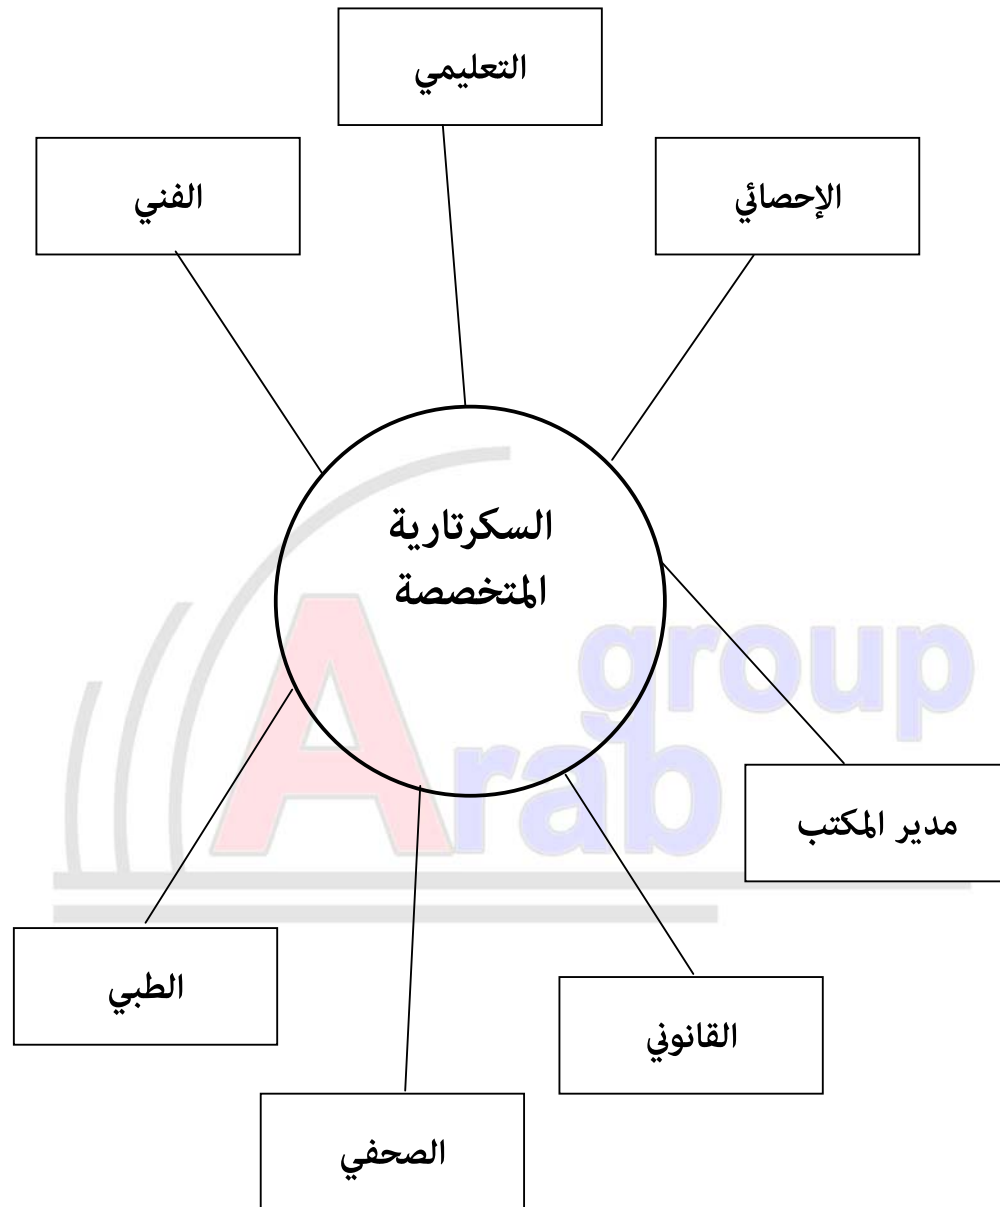 التعليمي
الإحصائي
الفني
السكرتارية
المتخصصة
group
Arab
مدير المكتب
الطبي
القانوني
الصحفي